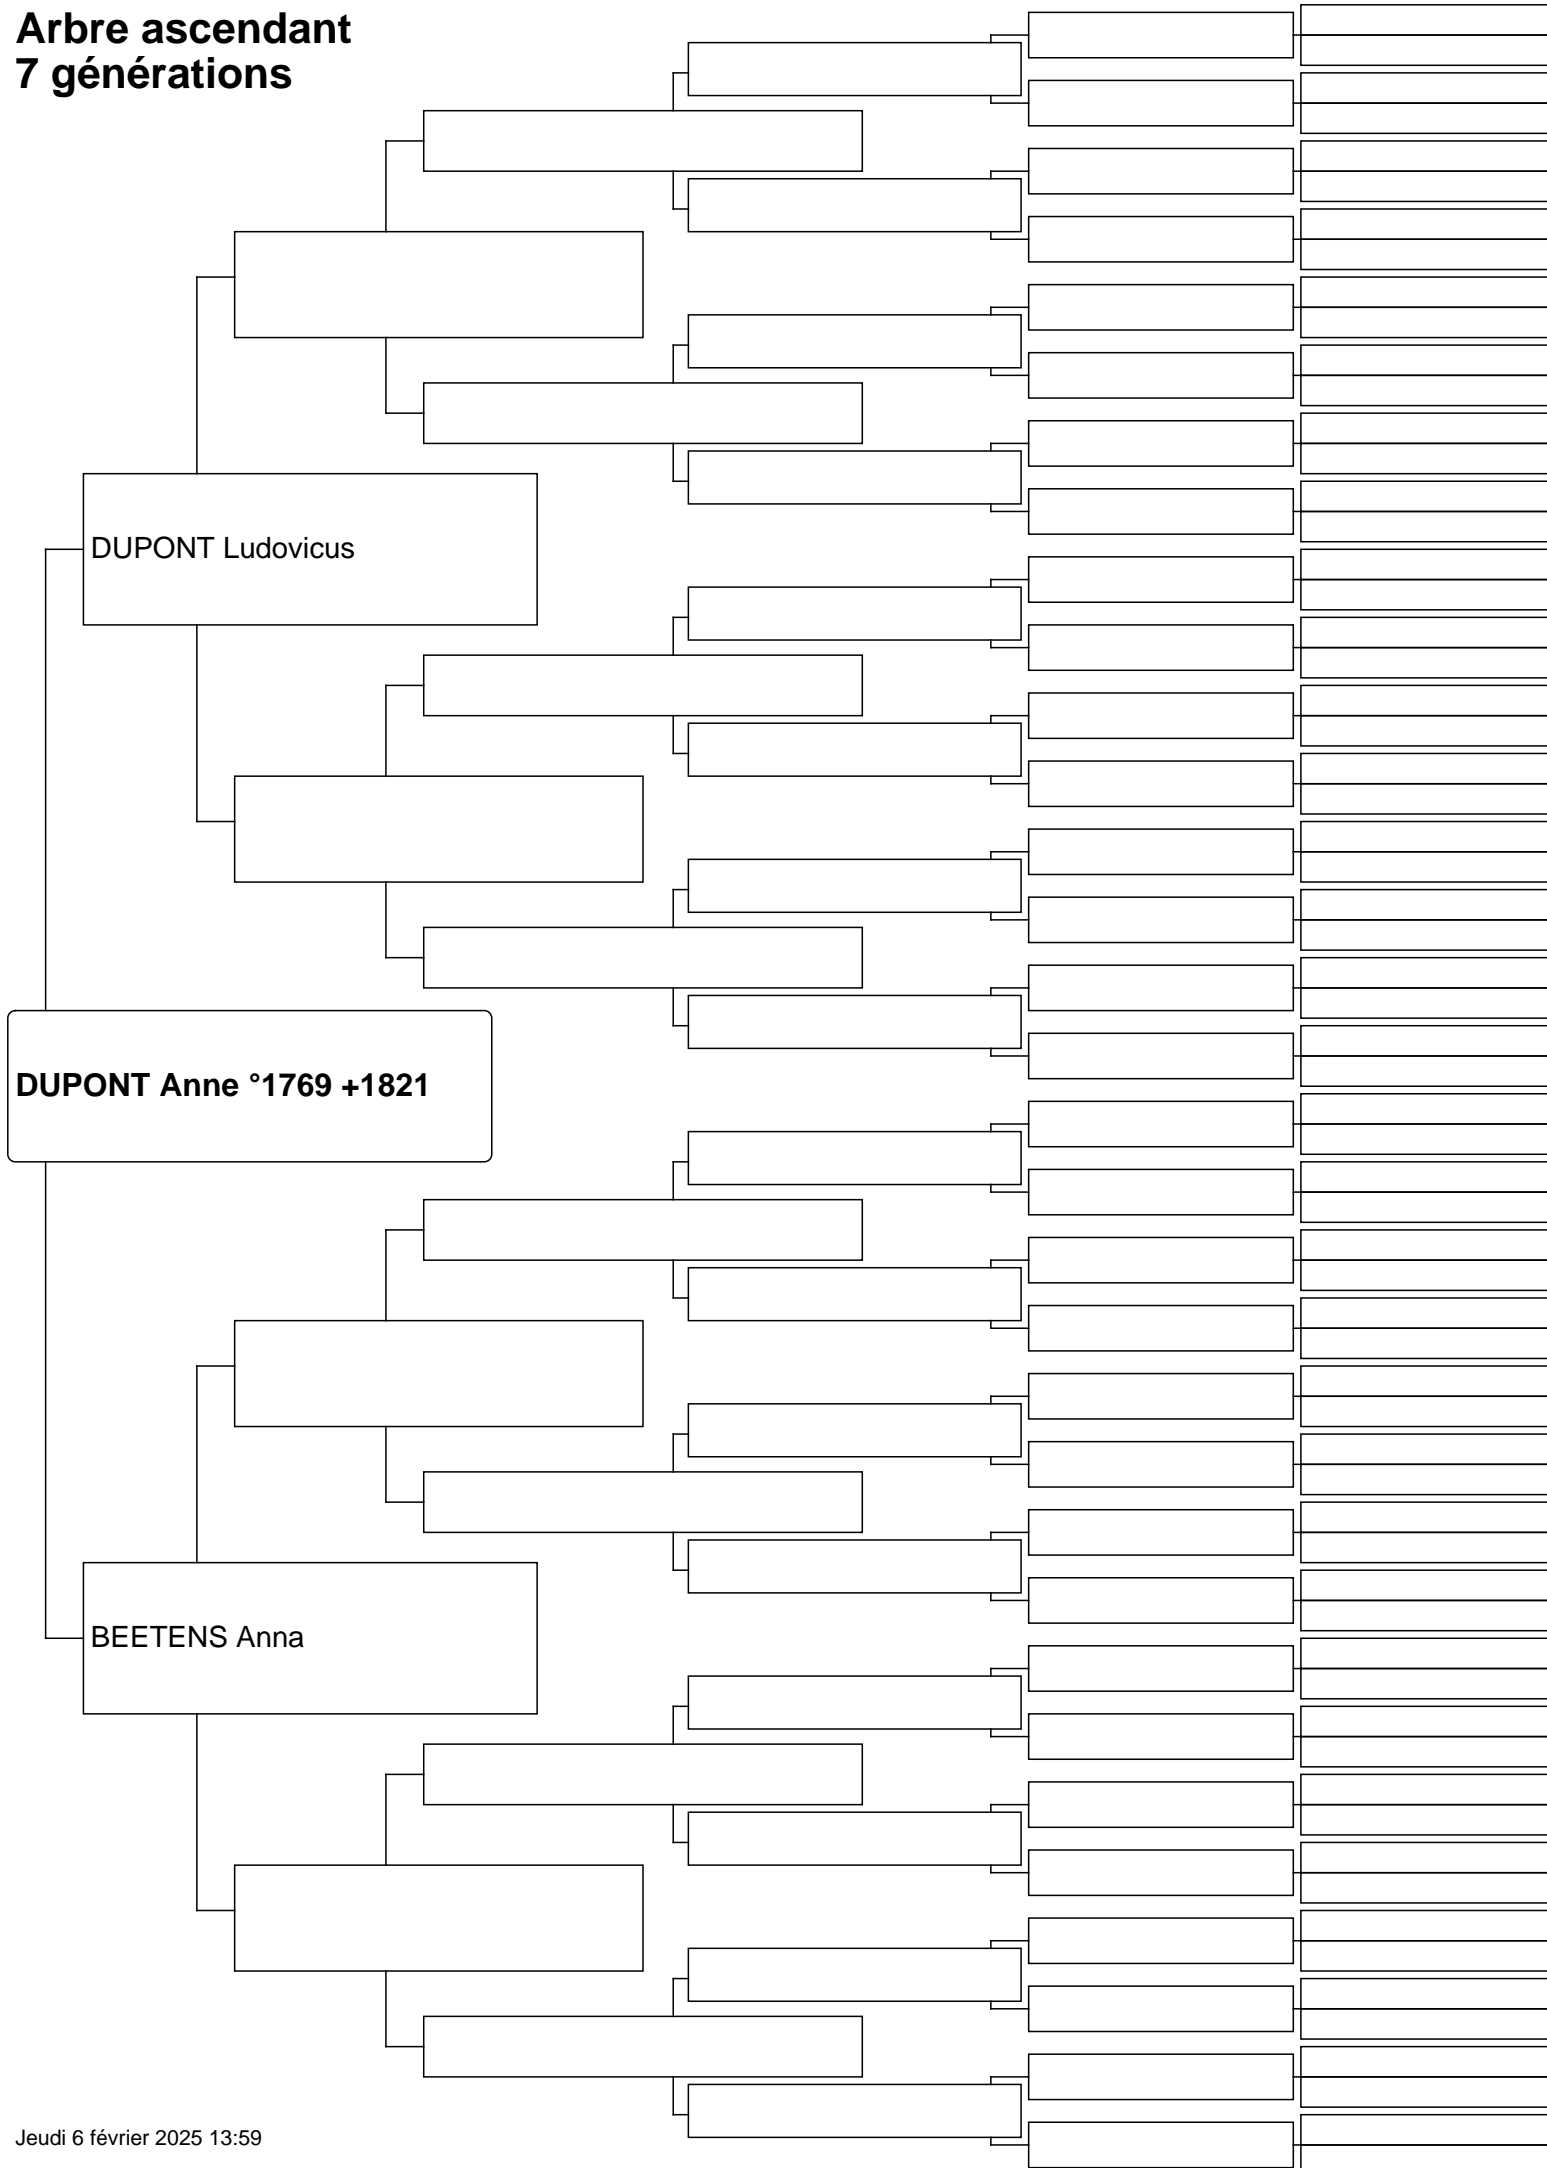 Arbre ascendant
7 générations
DUPONT Ludovicus
DUPONT Anne °1769 +1821
BEETENS Anna
Jeudi 6 février 2025 13:59